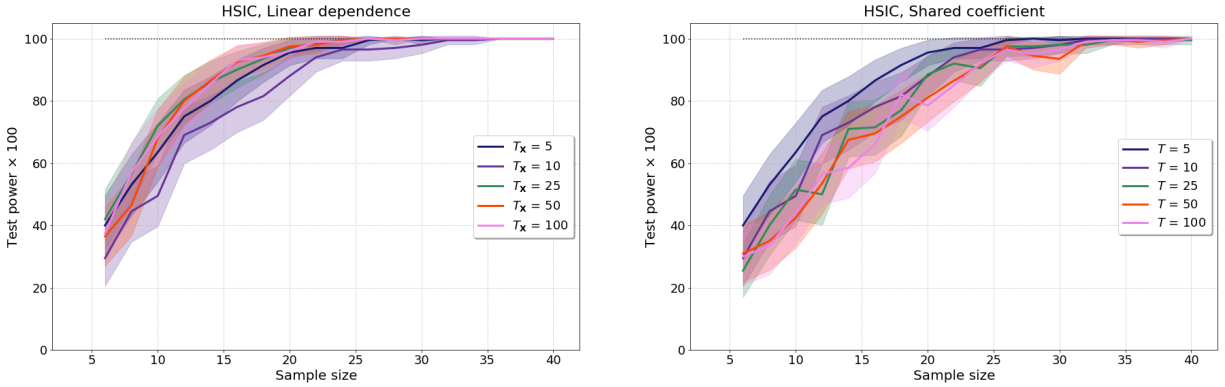 HSIC, Linear dependence
Test power × 100
100
80
60
40
20
0
5 10 15 20 25 30 35 40
Sample size
Tₓ = 5
Tₓ = 10
Tₓ = 25
Tₓ = 50
Tₓ = 100
HSIC, Shared coefficient
Test power × 100
100
80
60
40
20
0
5 10 15 20 25 30 35 40
Sample size
T = 5
T = 10
T = 25
T = 50
T = 100